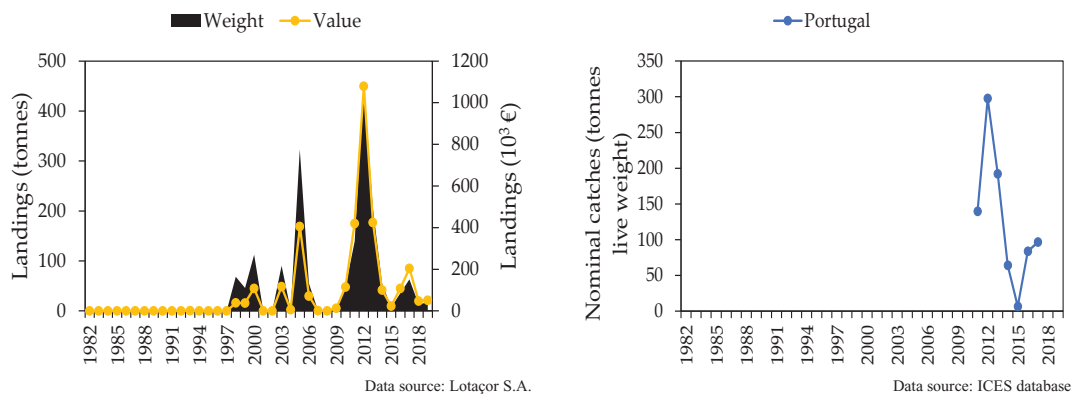 Weight Value
Landings (tonnes)
500
400
300
200
100
0
1200
1000
800
600
400
200
0
Landings (10³ €)
1982 1985 1988 1991 1994 1997 2000 2003 2006 2009 2012 2015 2018
Data source: Lotaçor S.A.
Portugal
Nominal catches (tonnes
live weight)
350
300
250
200
150
100
50
0
1982 1985 1988 1991 1994 1997 2000 2003 2006 2009 2012 2015 2018
Data source: ICES database